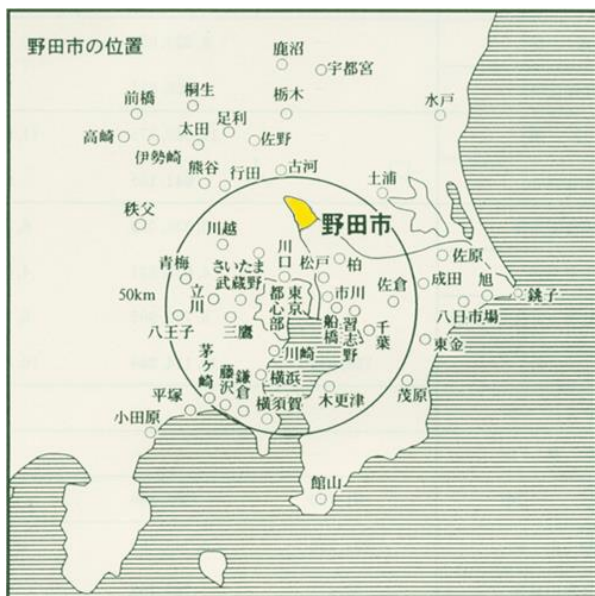 野田市の位置
鹿沼
宇都宮
桐生
栃木
前橋
足利
水戸
高崎
太田
佐野
伊勢崎
熊谷
行田
古河
土浦
秩父
野田市
川越
川口
松戸
柏
佐原
青梅
さいたま
武蔵野
成田
旭
50km
立川
東京
都心部
市川
佐倉
銚子
八王子
三鷹
船橋
習志野
千葉
八日市場
東金
川崎
茅ヶ崎
藤沢
鎌倉
横浜
木更津
茂原
平塚
横須賀
小田原
館山